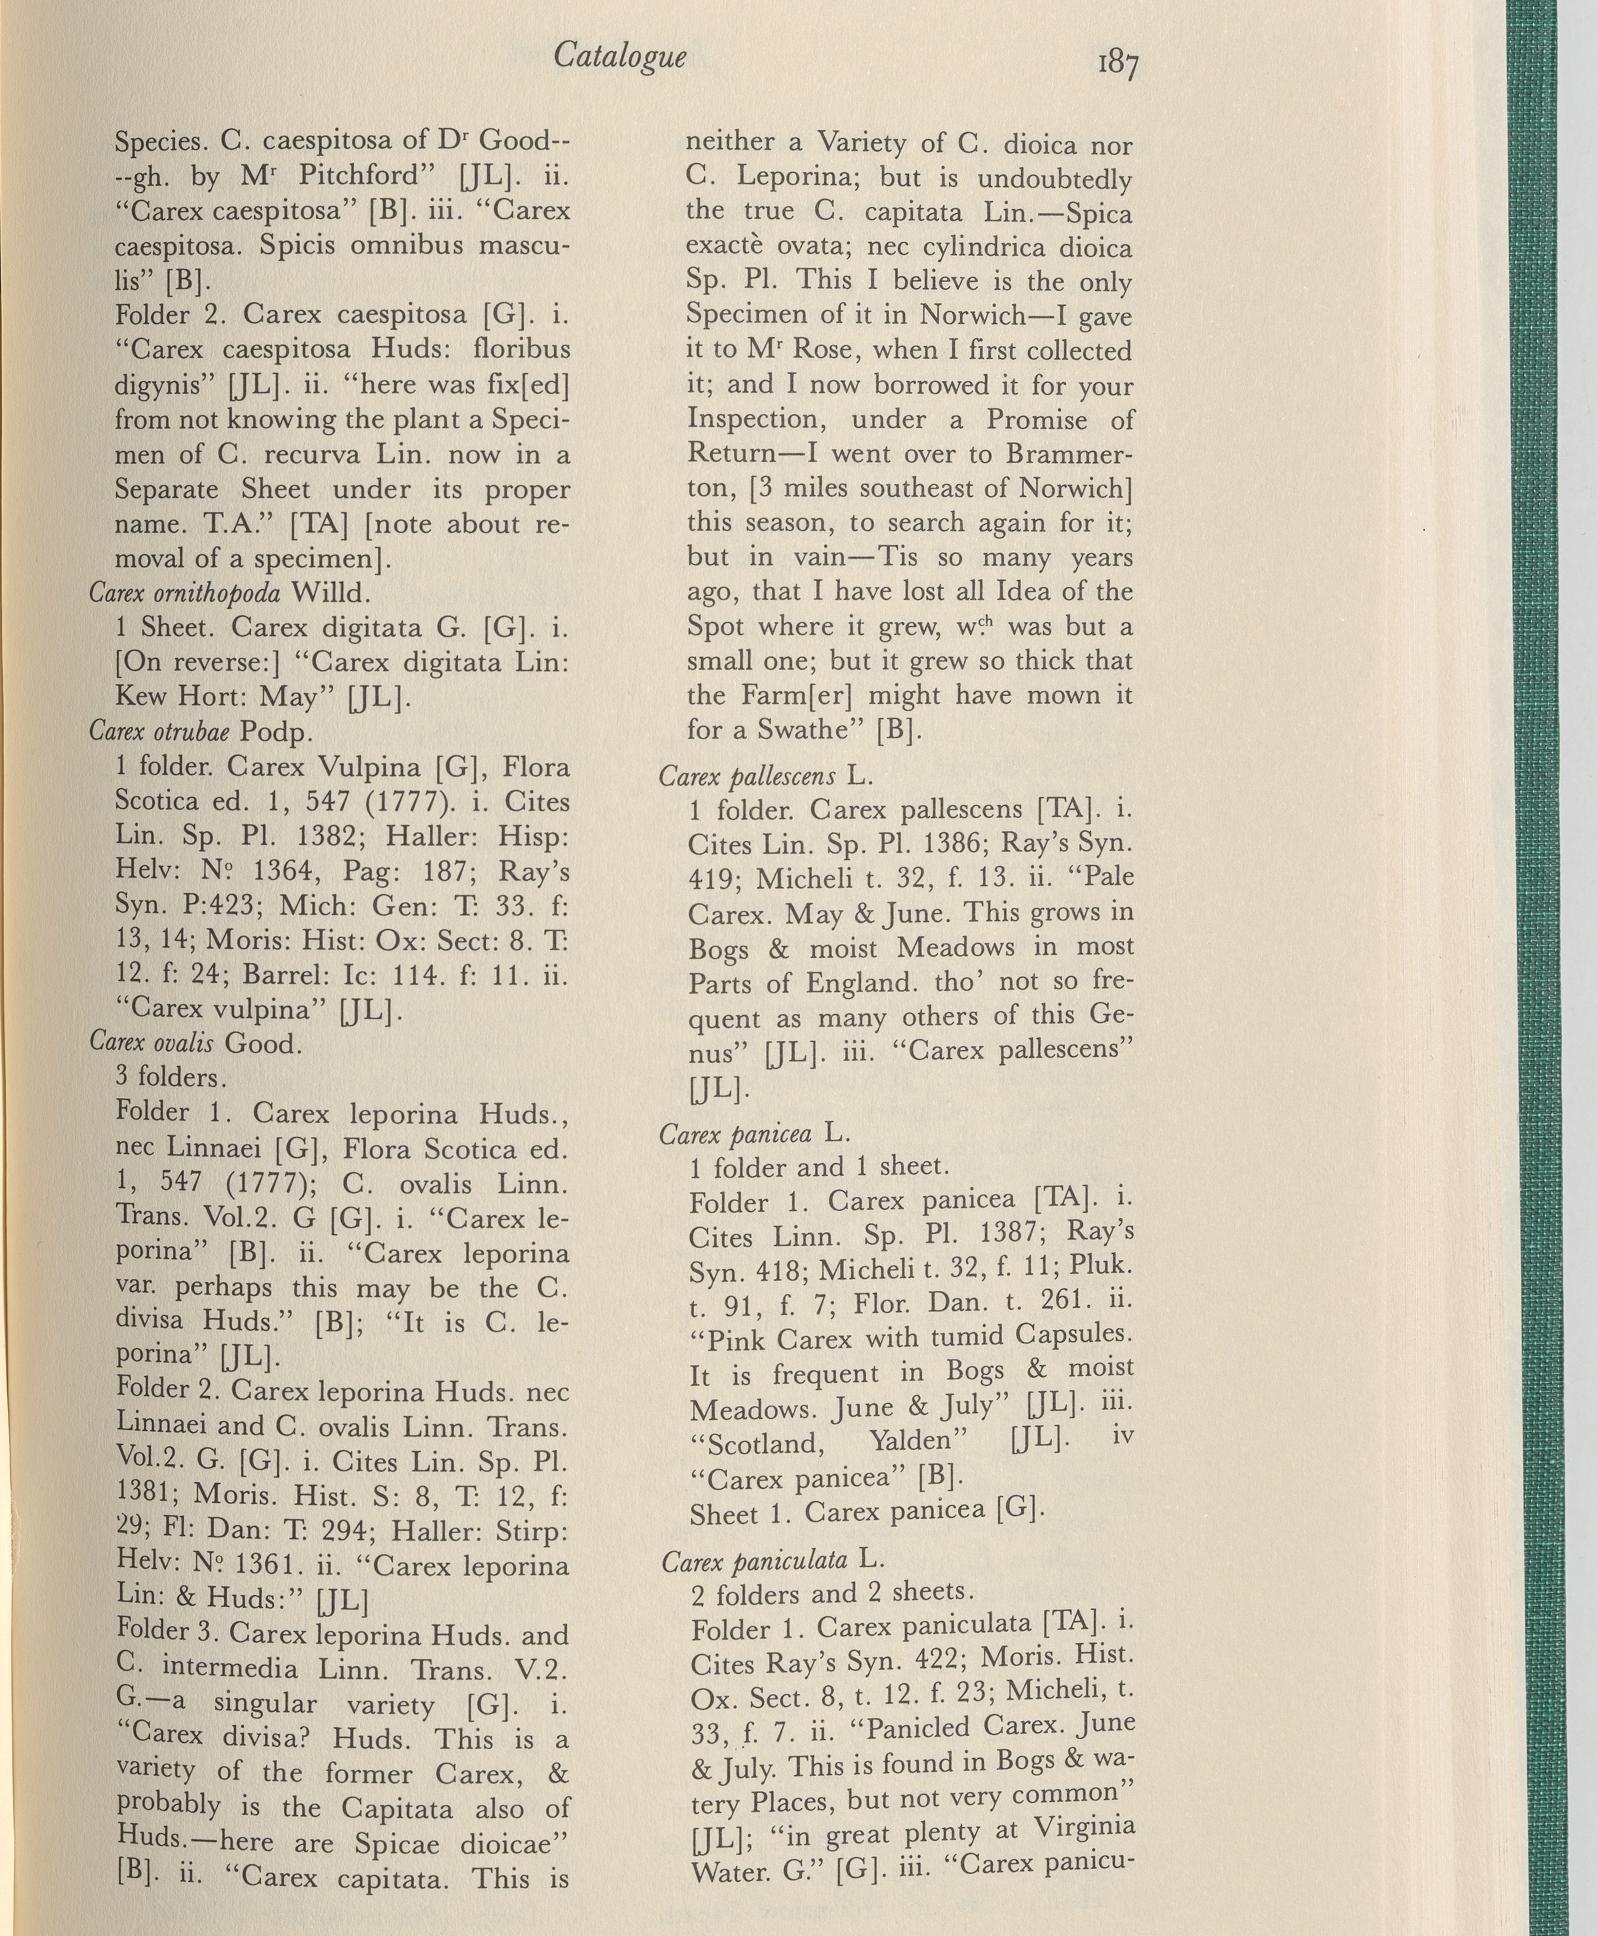 Catalogue
187
Species. C. caespitosa of Dʳ Good--
--gh. by Mʳ Pitchford” [JL]. ii.
“Carex caespitosa” [B]. iii. “Carex
caespitosa. Spicis omnibus mascu-
lis” [B].
Folder 2. Carex caespitosa [G]. i.
“Carex caespitosa Huds: floribus
digynis” [JL]. ii. “here was fix[ed]
from not knowing the plant a Speci-
men of C. recurva Lin. now in a
Separate Sheet under its proper
name. T.A.” [TA] [note about re-
moval of a specimen].
Carex ornithopoda Willd.
1 Sheet. Carex digitata G. [G]. i.
[On reverse:] “Carex digitata Lin:
Kew Hort: May” [JL].
Carex otrubae Podp.
1 folder. Carex Vulpina [G], Flora
Scotica ed. 1, 547 (1777). i. Cites
Lin. Sp. Pl. 1382; Haller: Hisp:
Helv: Nº 1364, Pag: 187; Ray’s
Syn. P:423; Mich: Gen: T: 33. f:
13, 14; Moris: Hist: Ox: Sect: 8. T:
12. f: 24; Barrel: Ic: 114. f: 11. ii.
“Carex vulpina” [JL].
Carex ovalis Good.
3 folders.
Folder 1. Carex leporina Huds.,
nec Linnaei [G], Flora Scotica ed.
1, 547 (1777); C. ovalis Linn.
Trans. Vol.2. G [G]. i. “Carex le-
porina” [B]. ii. “Carex leporina
var. perhaps this may be the C.
divisa Huds.” [B]; “It is C. le-
porina” [JL].
Folder 2. Carex leporina Huds. nec
Linnaei and C. ovalis Linn. Trans.
Vol.2. G. [G]. i. Cites Lin. Sp. Pl.
1381; Moris. Hist. S: 8, T: 12, f:
29; Fl: Dan: T: 294; Haller: Stirp:
Helv: Nº 1361. ii. “Carex leporina
Lin: & Huds:” [JL]
Folder 3. Carex leporina Huds. and
C. intermedia Linn. Trans. V.2.
G.—a singular variety [G]. i.
“Carex divisa? Huds. This is a
variety of the former Carex, &
probably is the Capitata also of
Huds.—here are Spicae dioicae”
[B]. ii. “Carex capitata. This is
neither a Variety of C. dioica nor
C. Leporina; but is undoubtedly
the true C. capitata Lin.—Spica
exactè ovata; nec cylindrica dioica
Sp. Pl. This I believe is the only
Specimen of it in Norwich—I gave
it to Mʳ Rose, when I first collected
it; and I now borrowed it for your
Inspection, under a Promise of
Return—I went over to Brammer-
ton, [3 miles southeast of Norwich]
this season, to search again for it;
but in vain—Tis so many years
ago, that I have lost all Idea of the
Spot where it grew, w.ᶜʰ was but a
small one; but it grew so thick that
the Farm[er] might have mown it
for a Swathe” [B].
Carex pallescens L.
1 folder. Carex pallescens [TA]. i.
Cites Lin. Sp. Pl. 1386; Ray’s Syn.
419; Micheli t. 32, f. 13. ii. “Pale
Carex. May & June. This grows in
Bogs & moist Meadows in most
Parts of England. tho’ not so fre-
quent as many others of this Ge-
nus” [JL]. iii. “Carex pallescens”
[JL].
Carex panicea L.
1 folder and 1 sheet.
Folder 1. Carex panicea [TA]. i.
Cites Linn. Sp. Pl. 1387; Ray’s
Syn. 418; Micheli t. 32, f. 11; Pluk.
t. 91, f. 7; Flor. Dan. t. 261. ii.
“Pink Carex with tumid Capsules.
It is frequent in Bogs & moist
Meadows. June & July” [JL]. iii.
“Scotland, Yalden” [JL]. iv
“Carex panicea” [B].
Sheet 1. Carex panicea [G].
Carex paniculata L.
2 folders and 2 sheets.
Folder 1. Carex paniculata [TA]. i.
Cites Ray’s Syn. 422; Moris. Hist.
Ox. Sect. 8, t. 12. f. 23; Micheli, t.
33, f. 7. ii. “Panicled Carex. June
& July. This is found in Bogs & wa-
tery Places, but not very common”
[JL]; “in great plenty at Virginia
Water. G.” [G]. iii. “Carex panicu-